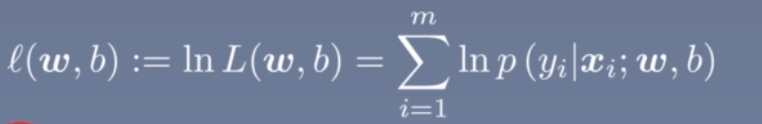 ℓ(w, b) := ln L(w, b) = ∑_{i=1}^{m} ln p (y_i|x_i; w, b)